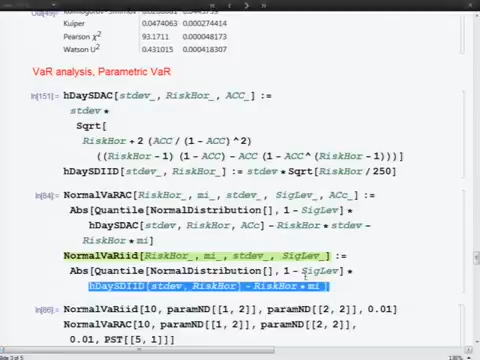 Kuiper 0.0474063 0.000274414
Pearson χ² 93.1711 0.000048173
Watson U² 0.431015 0.000418307
VaR analysis, Parametric VaR
In[151]:= hDaySDAC[stdev_, RiskHor_, ACC_] :=
stdev *
Sqrt[
RiskHor + 2 (ACC / (1 - ACC) ^ 2)
((RiskHor - 1) (1 - ACC) - ACC (1 - ACC ^ (RiskHor - 1)))]
hDaySDIID[stdev_, RiskHor_] := stdev * Sqrt[RiskHor / 250]
In[84]:= NormalVaRAC[RiskHor_, mi_, stdev_, SigLev_, ACc_] :=
Abs[Quantile[NormalDistribution[], 1 - SigLev] *
hDaySDAC[stdev, RiskHor, ACc] - RiskHor * stdev -
RiskHor * mi]
NormalVaRiid[RiskHor_, mi_, stdev_, SigLev_] :=
Abs[Quantile[NormalDistribution[], 1 - SigLev] *
hDaySDIID[stdev, RiskHor] - RiskHor * mi]
In[86]:= NormalVaRiid[10, paramND[[1, 2]], paramND[[2, 2]], 0.01]
NormalVaRAC[10, paramND[[1, 2]], paramND[[2, 2]],
0.01, PST[[5, 1]]]